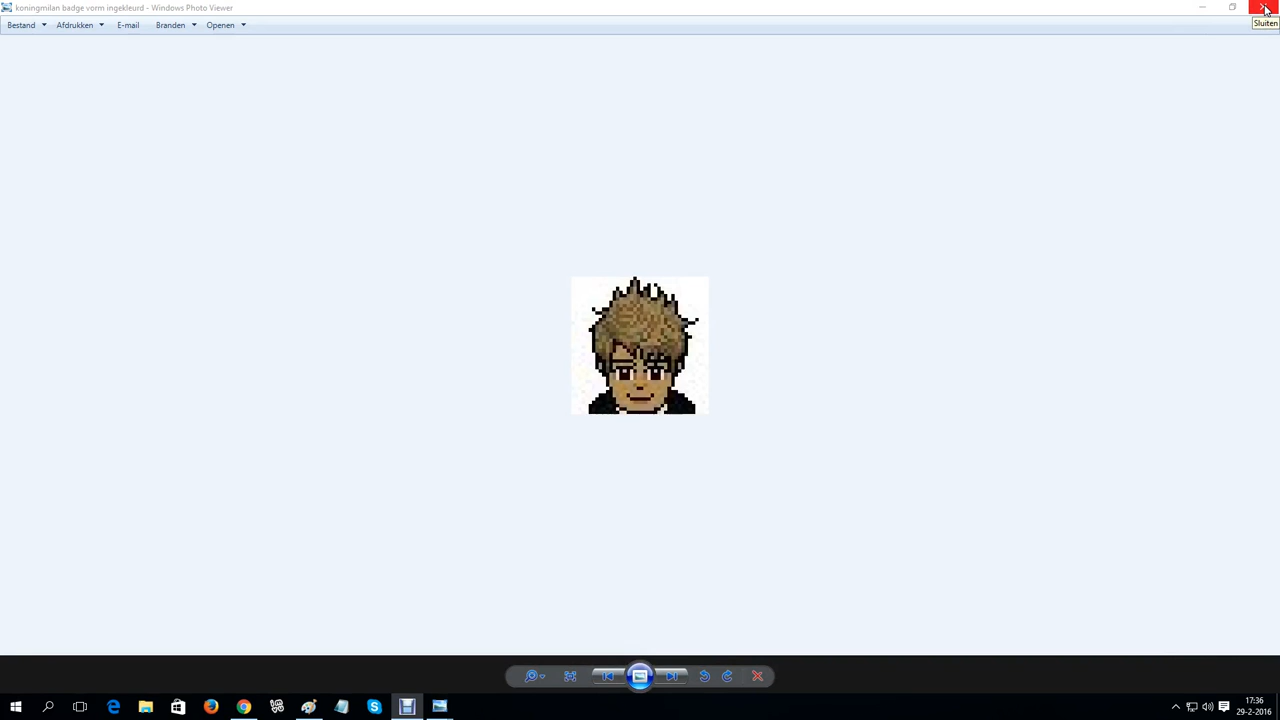 koningmilan badge vorm ingekleurd - Windows Photo Viewer
Bestand Afdrukken E-mail Branden Openen
Sluiten
17:36
29-2-2016